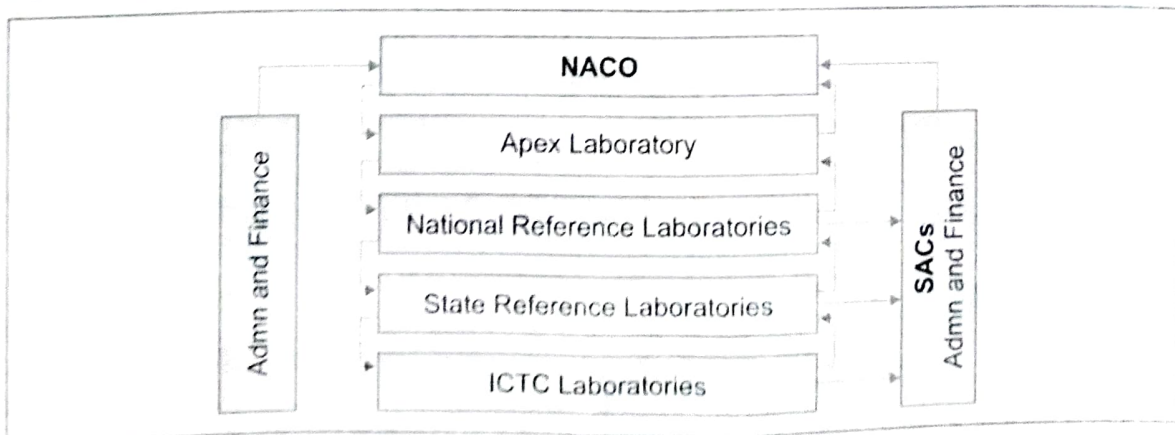 NACO
Apex Laboratory
National Reference Laboratories
State Reference Laboratories
ICTC Laboratories
Admn and Finance
SACs
Admn and Finance